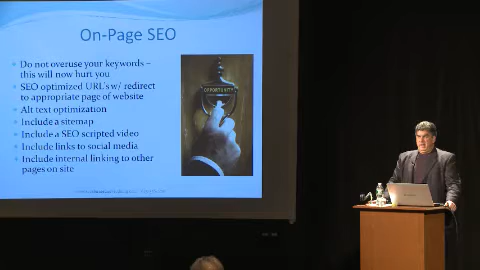 On-Page SEO
Do not overuse your keywords –
this will now hurt you
SEO optimized URL's w/ redirect
to appropriate page of website
Alt text optimization
Include a sitemap
Include a SEO scripted video
Include links to social media
Include internal linking to other
pages on site
OPPORTUNITY